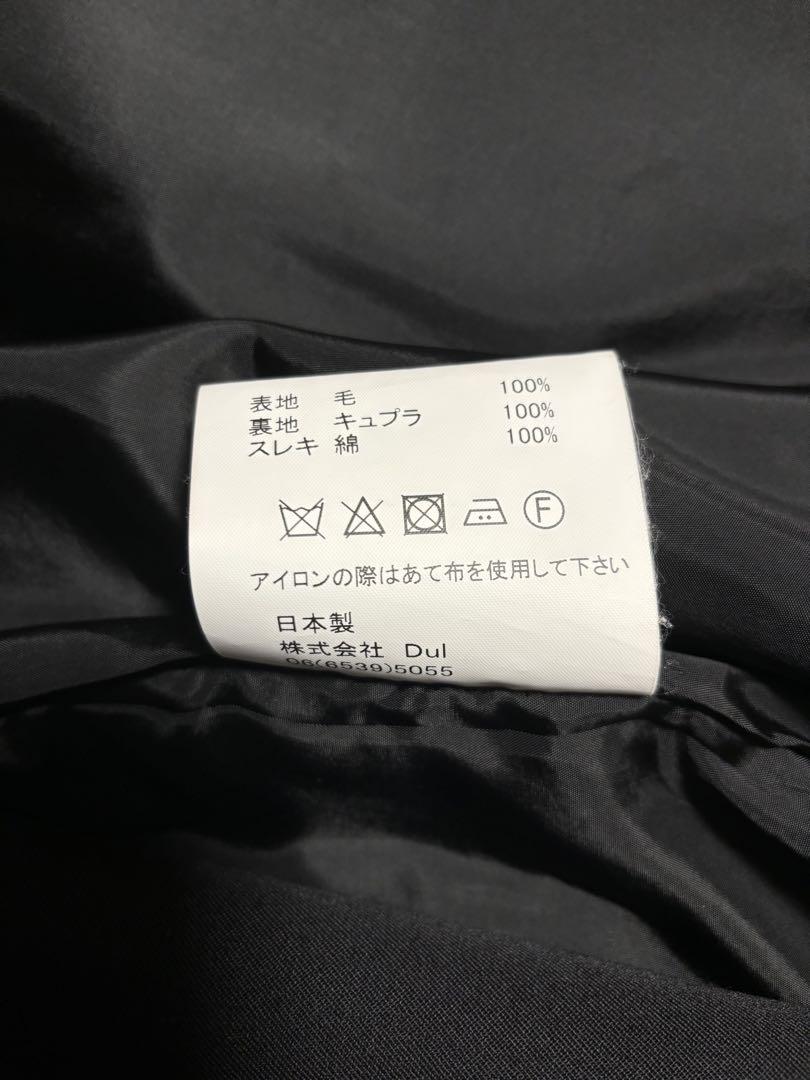 表地 毛 100%
裏地 キュプラ 100%
スレキ 綿 100%
F
アイロンの際はあて布を使用して下さい
日本製
株式会社 Dul
06(6539)5055